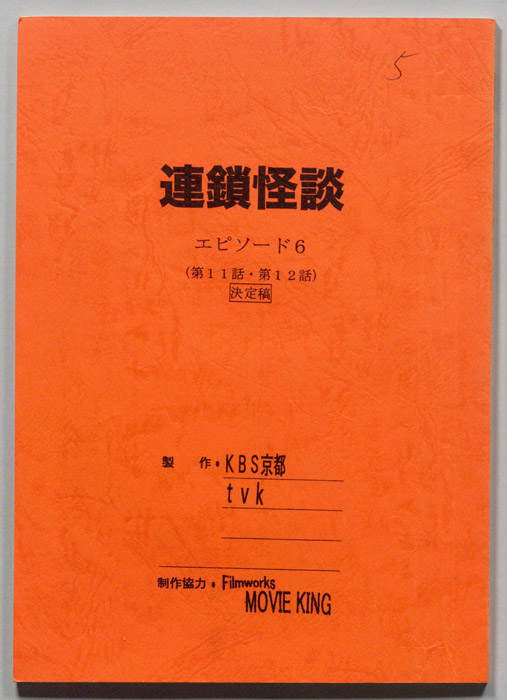 5
連鎖怪談
エピソード６
(第１１話・第１２話)
決定稿
製　作・KBS京都
tvk
制作協力・Filmworks
MOVIE KING